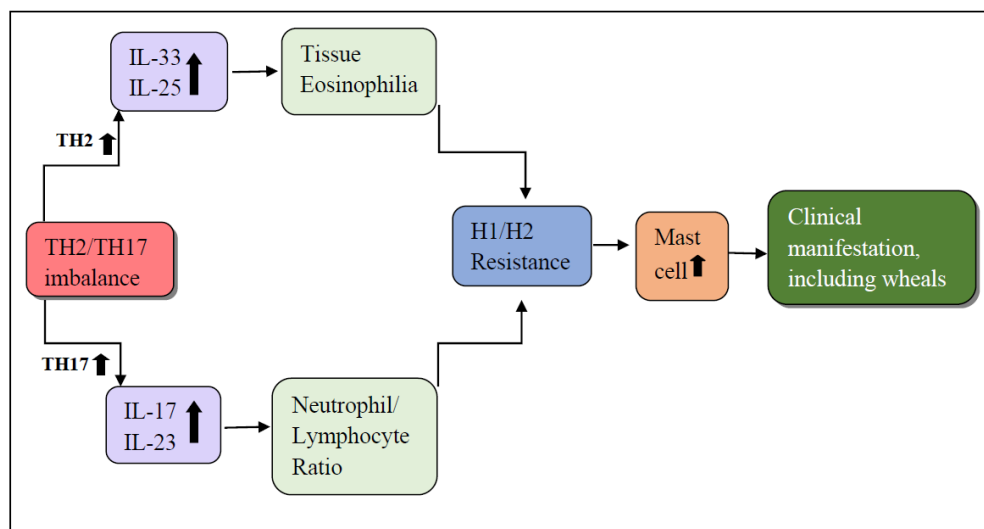 IL-33
IL-25
Tissue
Eosinophilia
TH2
TH2/TH17
imbalance
H1/H2
Resistance
Mast
cell
Clinical
manifestation,
including wheals
TH17
IL-17
IL-23
Neutrophil/
Lymphocyte
Ratio